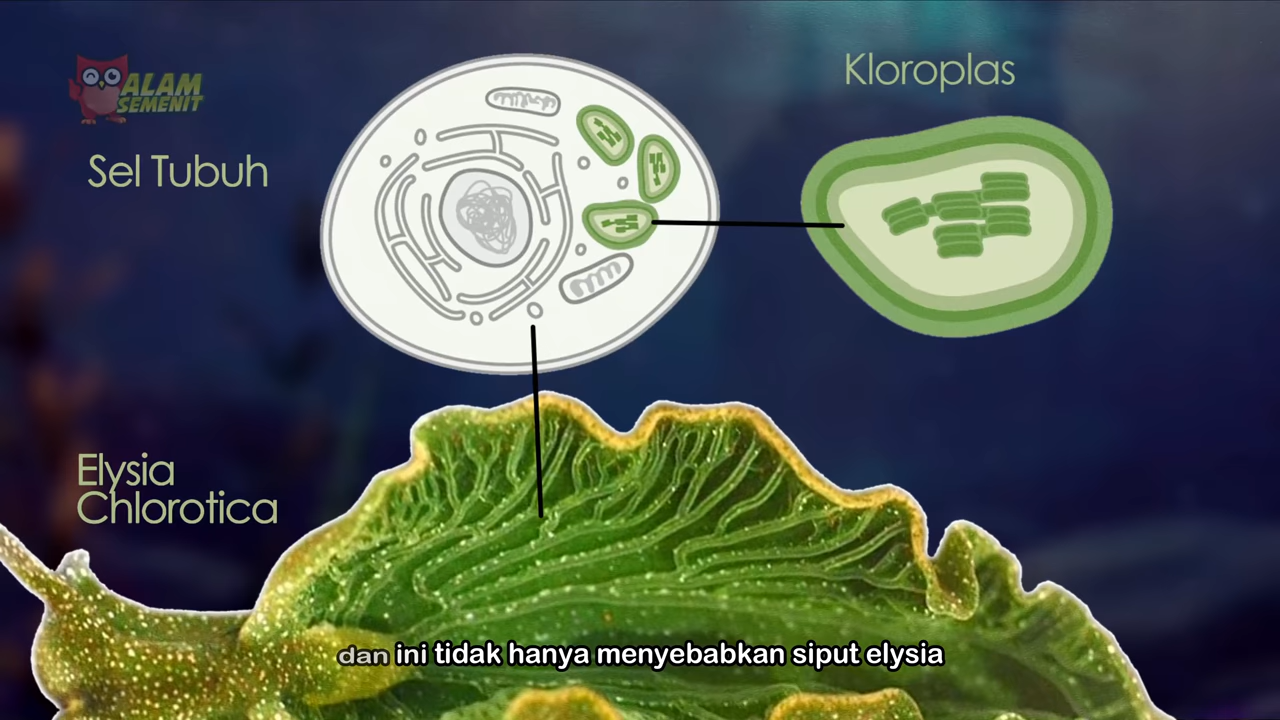 ALAM
SEMENIT
Kloroplas
Sel Tubuh
Elysia
Chlorotica
dan ini tidak hanya menyebabkan siput elysia